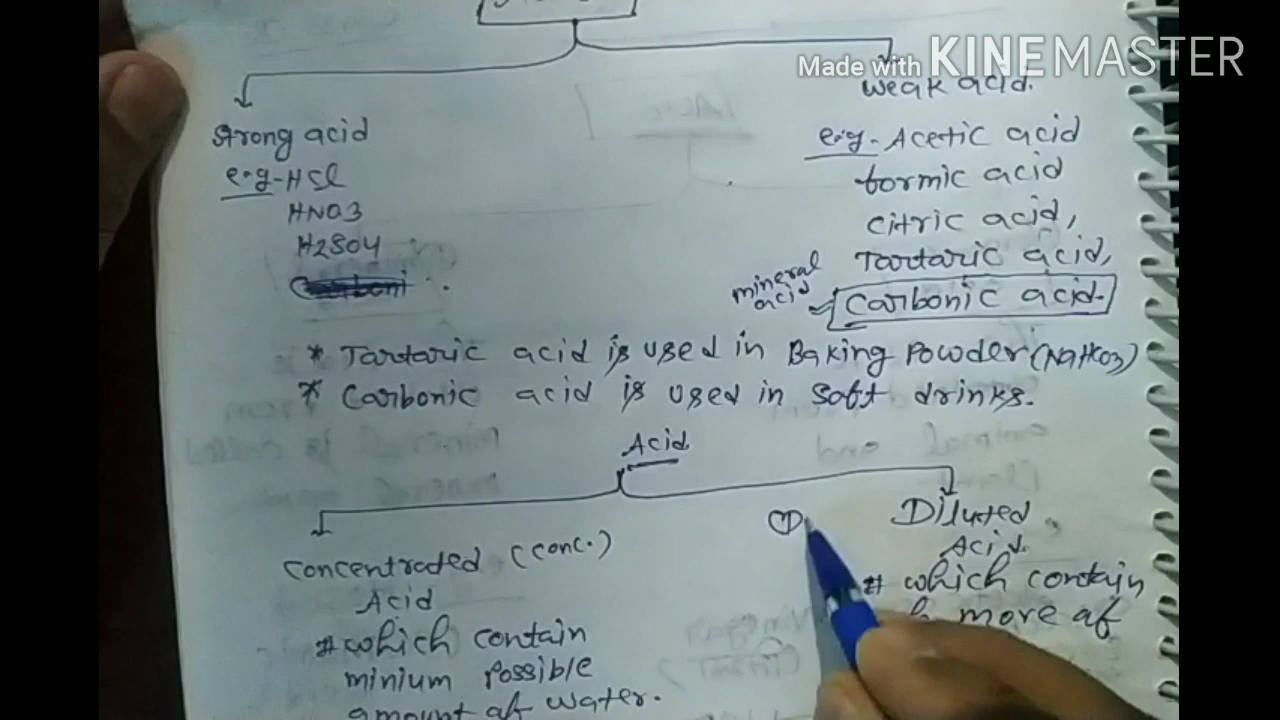 Made with KINEMASTER
Weak acid.
Strong acid
e.g-HCl
HNO3
H2SO4
e.g.-Acetic acid
formic acid
citric acid,
Tartaric acid,
mineral acid
Carbonic acid.
* Tartaric acid is used in Baking Powder (NaHCO3)
* Carbonic acid is used in soft drinks.
Acid
Concentraded (conc.)
Acid
# which contain
minium possible
amount of water.
Diluted
Acid.
# which contain
more of